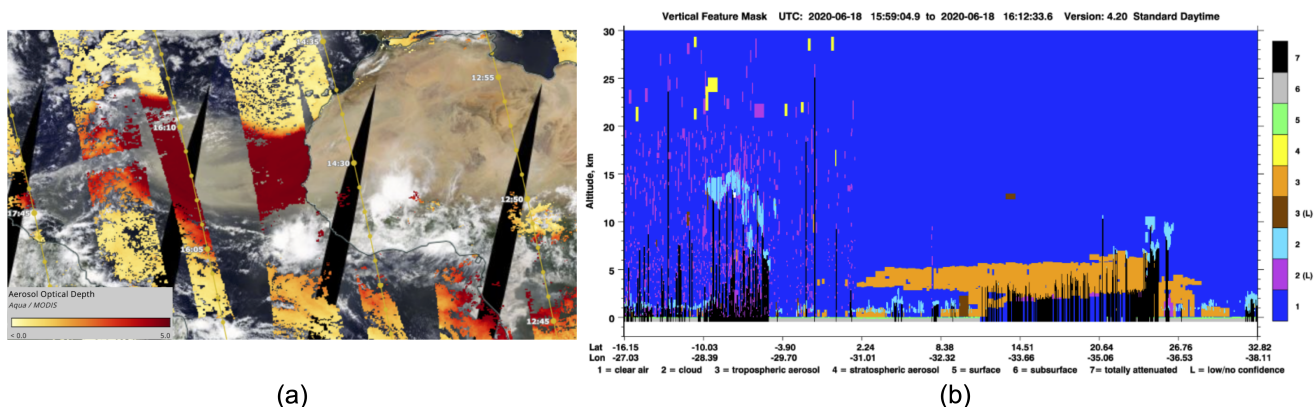 14:35
12:55
16:10
14:30
12:50
17:45
16:05
12:45
Aerosol Optical Depth
Aqua / MODIS
< 0.0 5.0
(a)
Vertical Feature Mask UTC: 2020-06-18 15:59:04.9 to 2020-06-18 16:12:33.6 Version: 4.20 Standard Daytime
30
25
20
15
10
5
0
Altitude, km
7
6
5
4
3
3 (L)
2
2 (L)
1
Lat -16.15 -10.03 -3.90 2.24 8.38 14.51 20.64 26.76 32.82
Lon -27.03 -28.39 -29.70 -31.01 -32.32 -33.66 -35.06 -36.53 -38.11
1 = clear air 2 = cloud 3 = tropospheric aerosol 4 = stratospheric aerosol 5 = surface 6 = subsurface 7= totally attenuated L = low/no confidence
(b)